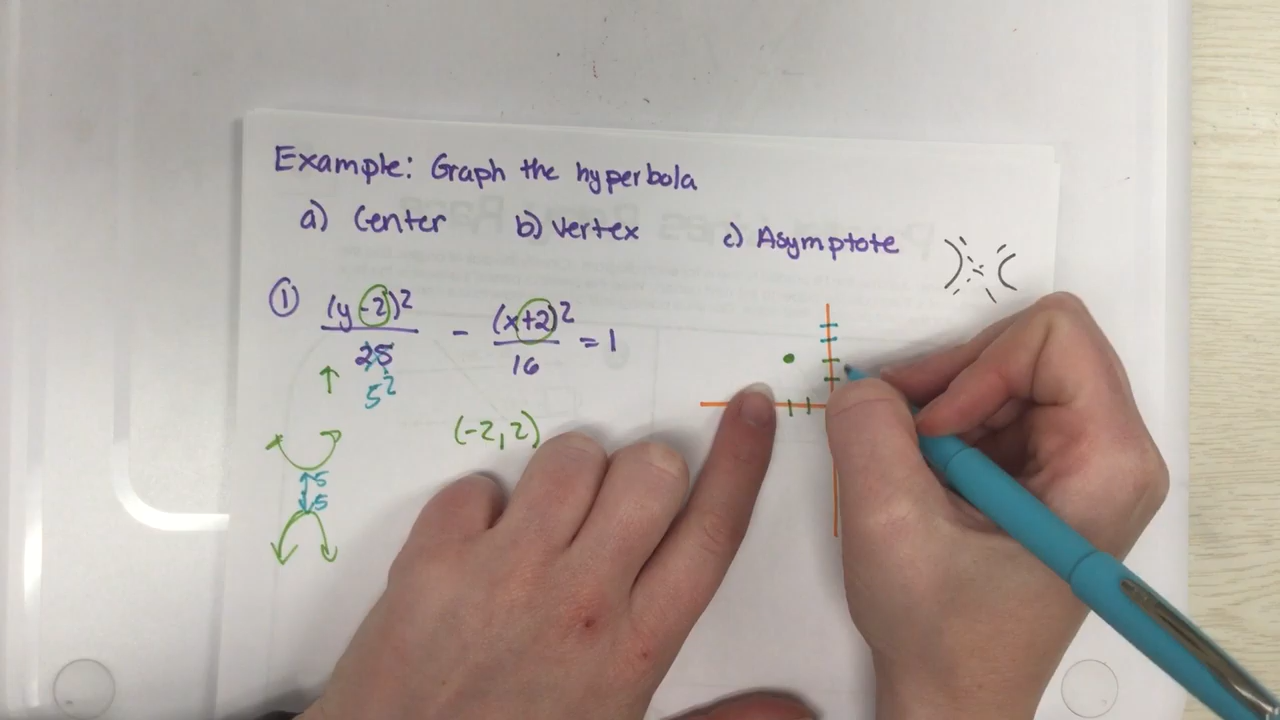 Example: Graph the hyperbola
a) Center b) Vertex c) Asymptote
① (y-2)²/25 - (x+2)²/16 = 1
↑ 5²
(-2, 2)
5
5